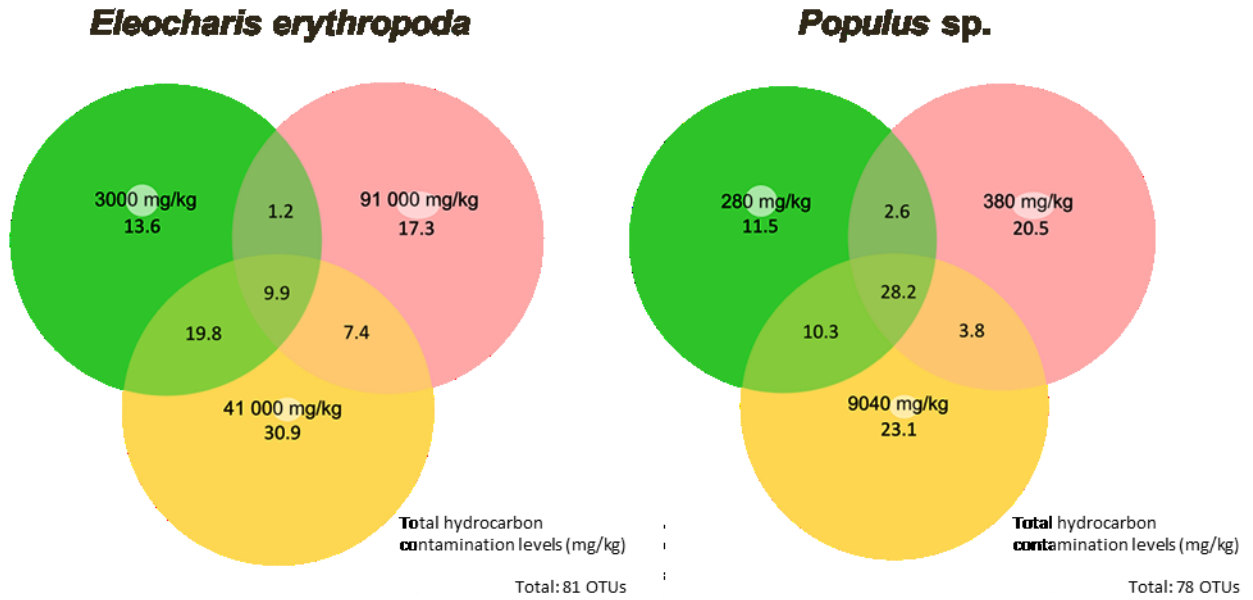 Eleocharis erythropoda
3000 mg/kg
13.6
1.2
91 000 mg/kg
17.3
9.9
19.8
7.4
41 000 mg/kg
30.9
Total hydrocarbon
contamination levels (mg/kg)
Total: 81 OTUs
Populus sp.
280 mg/kg
11.5
2.6
380 mg/kg
20.5
28.2
10.3
3.8
9040 mg/kg
23.1
Total hydrocarbon
contamination levels (mg/kg)
Total: 78 OTUs